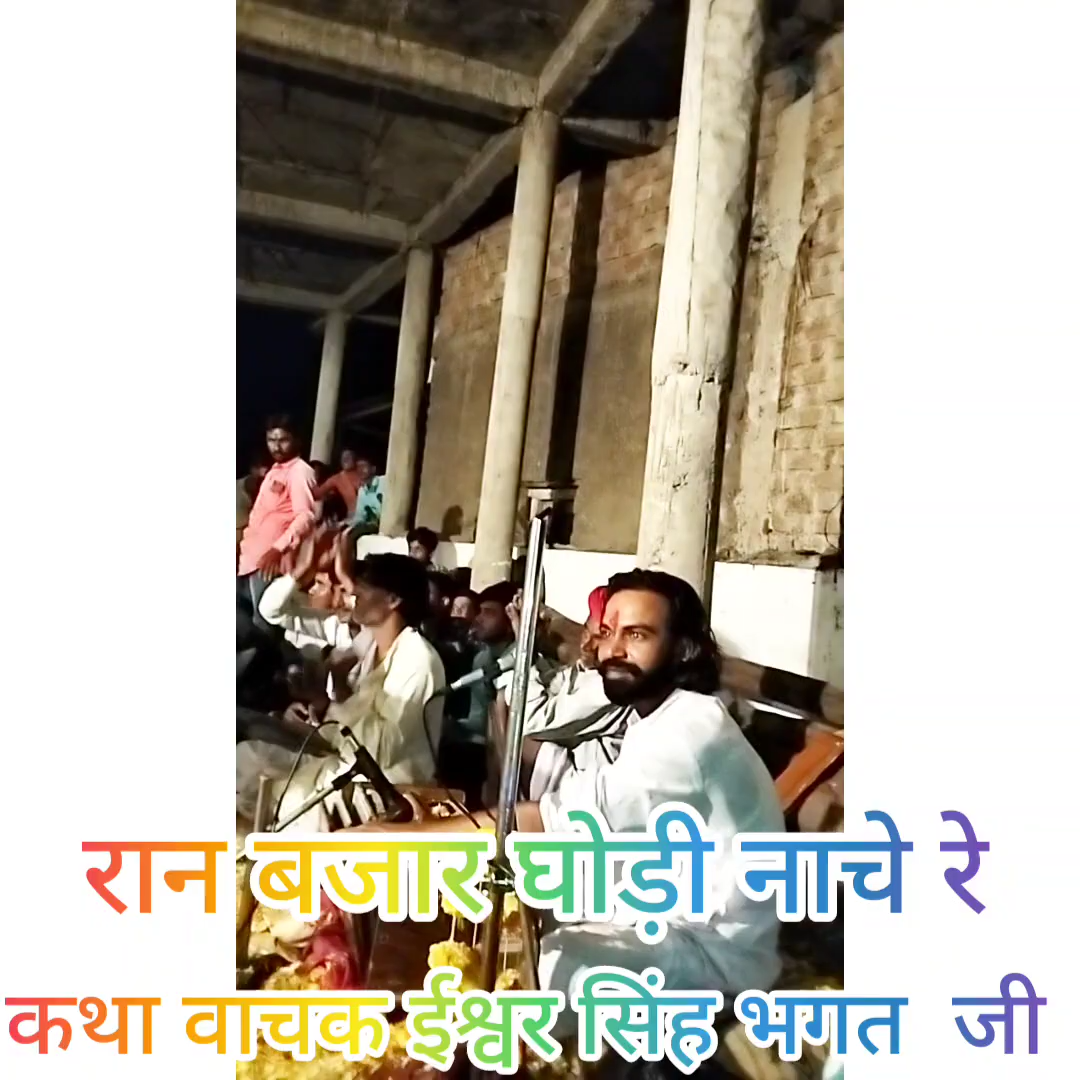 रान बजार घोड़ी नाचे रे
कथा वाचक ईश्वर सिंह भगत जी